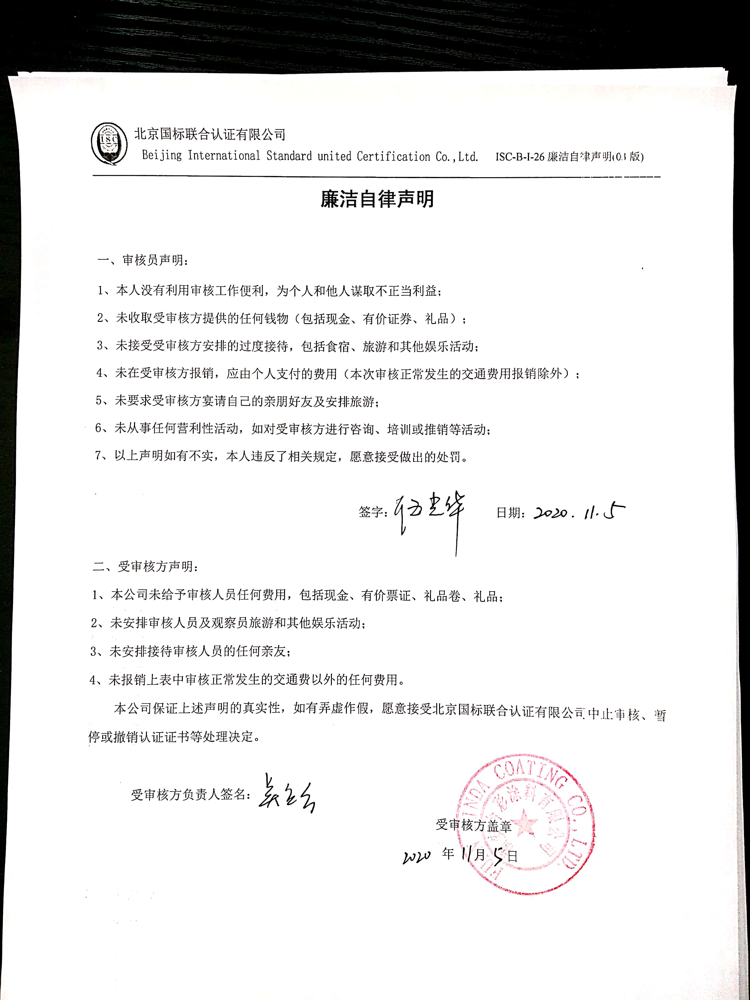 ISC
北京国标联合认证有限公司
Beijing International Standard united Certification Co.,Ltd. ISC-B-I-26 廉洁自律声明(0 版)
廉洁自律声明
一、审核员声明：
1、本人没有利用审核工作便利，为个人和他人谋取不正当利益；
2、未收取受审核方提供的任何钱物（包括现金、有价证券、礼品）；
3、未接受受审核方安排的过度接待，包括食宿、旅游和其他娱乐活动；
4、未在受审核方报销，应由个人支付的费用（本次审核正常发生的交通费用报销除外）；
5、未要求受审核方宴请自己的亲朋好友及安排旅游；
6、未从事任何营利性活动，如对受审核方进行咨询、培训或推销等活动；
7、以上声明如有不实，本人违反了相关规定，愿意接受做出的处罚。
签字：伍光华 日期：2020.11.5
二、受审核方声明：
1、本公司未给予审核人员任何费用，包括现金、有价票证、礼品卷、礼品；
2、未安排审核人员及观察员旅游和其他娱乐活动；
3、未安排接待审核人员的任何亲友；
4、未报销上表中审核正常发生的交通费以外的任何费用。
本公司保证上述声明的真实性，如有弄虚作假，愿意接受北京国标联合认证有限公司中止审核、暂
停或撤销认证证书等处理决定。
受审核方负责人签名：
COATING CO.,LTD.
彩涂料有限公司
受审核方盖章
2020 年 11月 5日